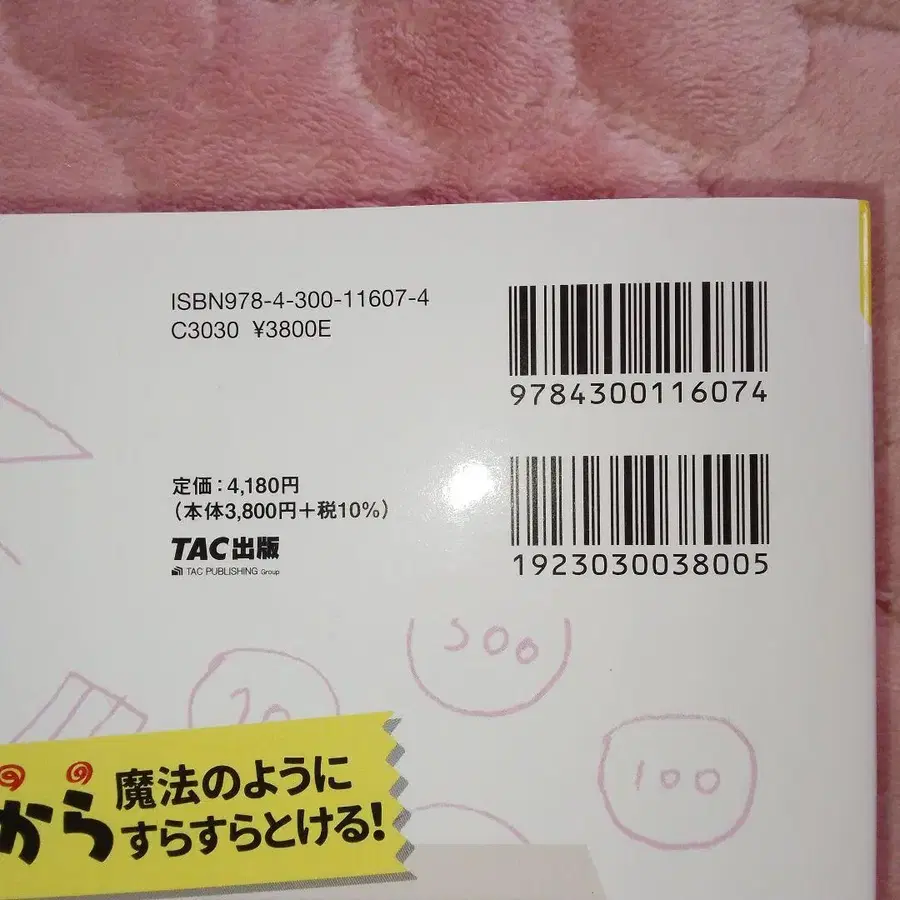 ISBN978-4-300-11607-4
C3030 ¥3800E
9784300116074
定価：4,180円
（本体3,800円＋税10%）
TAC出版
TAC PUBLISHING Group
1923030038005
500
100
から 魔法のように
すらすらとける!